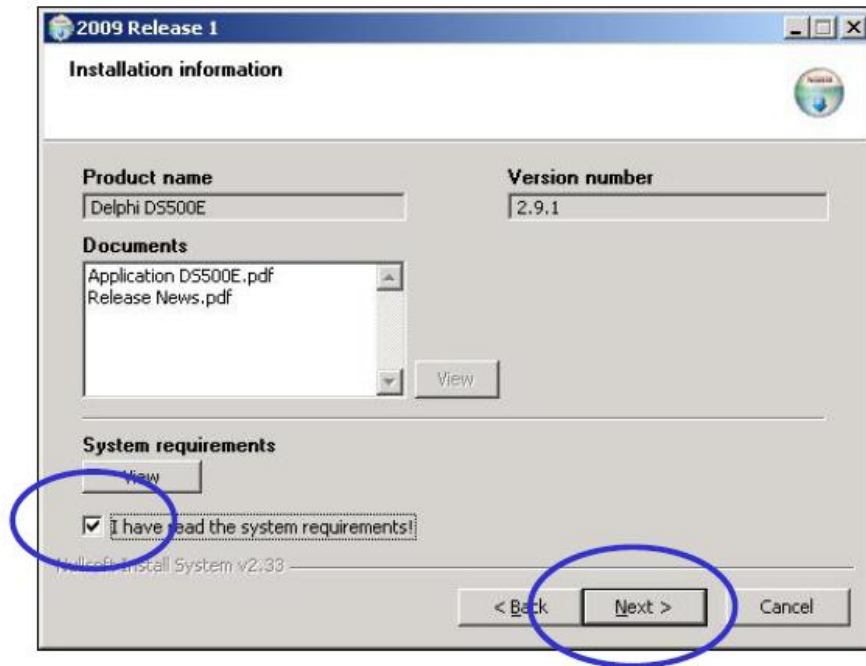 2009 Release 1
Installation information
Product name
Version number
Delphi DS500E
2.9.1
Documents
Application DS500E.pdf
Release News.pdf
View
System requirements
View
I have read the system requirements!
Nullsoft Install System v2.33
< Back
Next >
Cancel